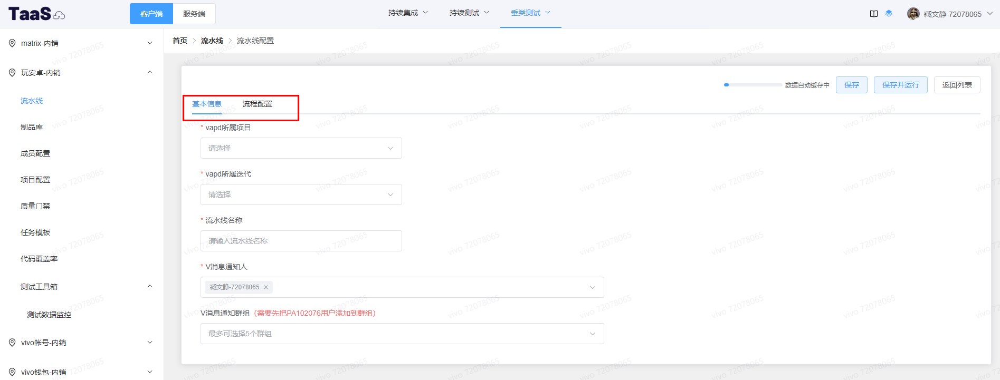 TaaS
客户端
服务端
持续集成
持续测试
垂类测试
臧文静-72078065
matrix-内销
玩安卓-内销
流水线
制品库
成员配置
项目配置
质量门禁
任务模板
代码覆盖率
测试工具箱
测试数据监控
vivo帐号-内销
vivo钱包-内销
首页 > 流水线 > 流水线配置
数据自动缓存中
保存
保存并运行
返回列表
基本信息
流程配置
* vapd所属项目
请选择
* vapd所属迭代
请选择
* 流水线名称
请输入流水线名称
* V消息通知人
臧文静-72078065 ×
V消息通知群组（需要先把PA102076用户添加到群组）
最多可选择5个群组
vivo 72078065